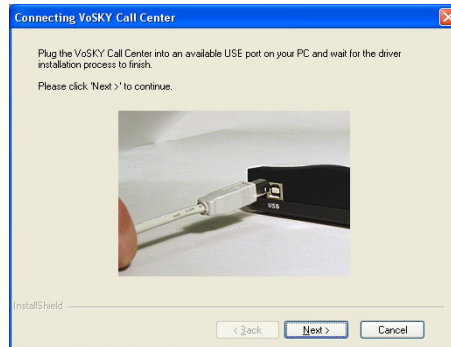 Connecting VoSKY Call Center
Plug the VoSKY Call Center into an available USE port on your PC and wait for the driver
installation process to finish.
Please click 'Next >' to continue.
USB
InstallShield
< Back
Next >
Cancel